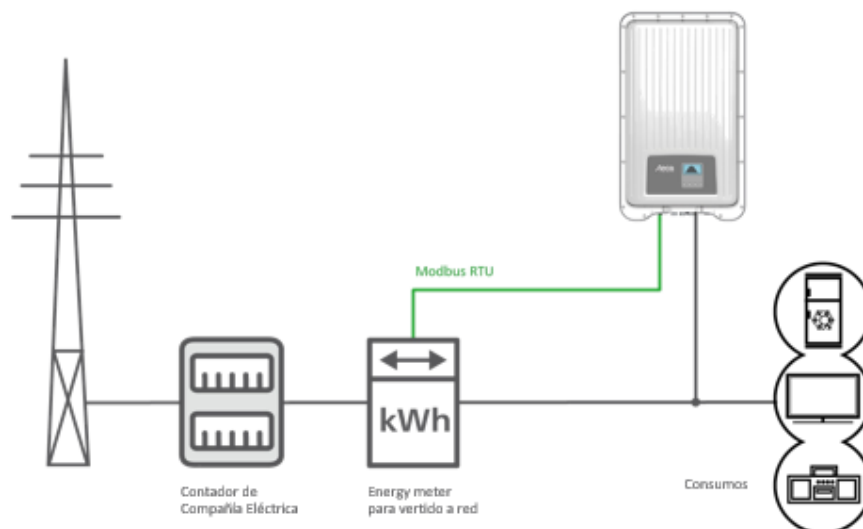 Modbus RTU
kWh
Contador de
Compañía Eléctrica
Energy meter
para vertido a red
Consumos